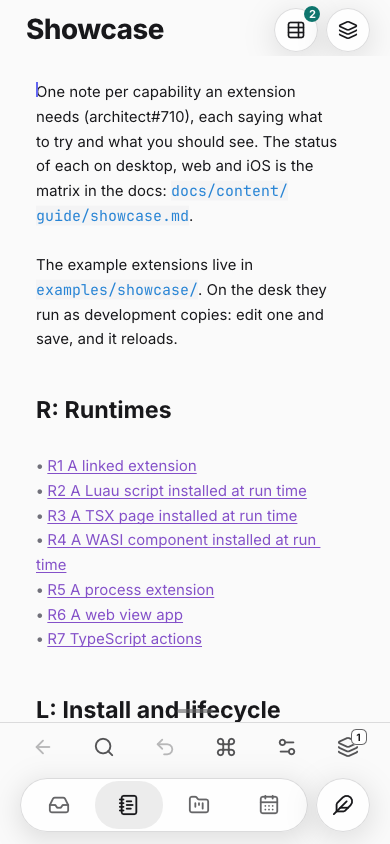 Showcase
2
One note per capability an extension
needs (architect#710), each saying what
to try and what you should see. The status
of each on desktop, web and iOS is the
matrix in the docs: docs/content/
guide/showcase.md.
The example extensions live in
examples/showcase/. On the desk they
run as development copies: edit one and
save, and it reloads.
R: Runtimes
• R1 A linked extension
• R2 A Luau script installed at run time
• R3 A TSX page installed at run time
• R4 A WASI component installed at run
time
• R5 A process extension
• R6 A web view app
• R7 TypeScript actions
L: Install and lifecycle
1